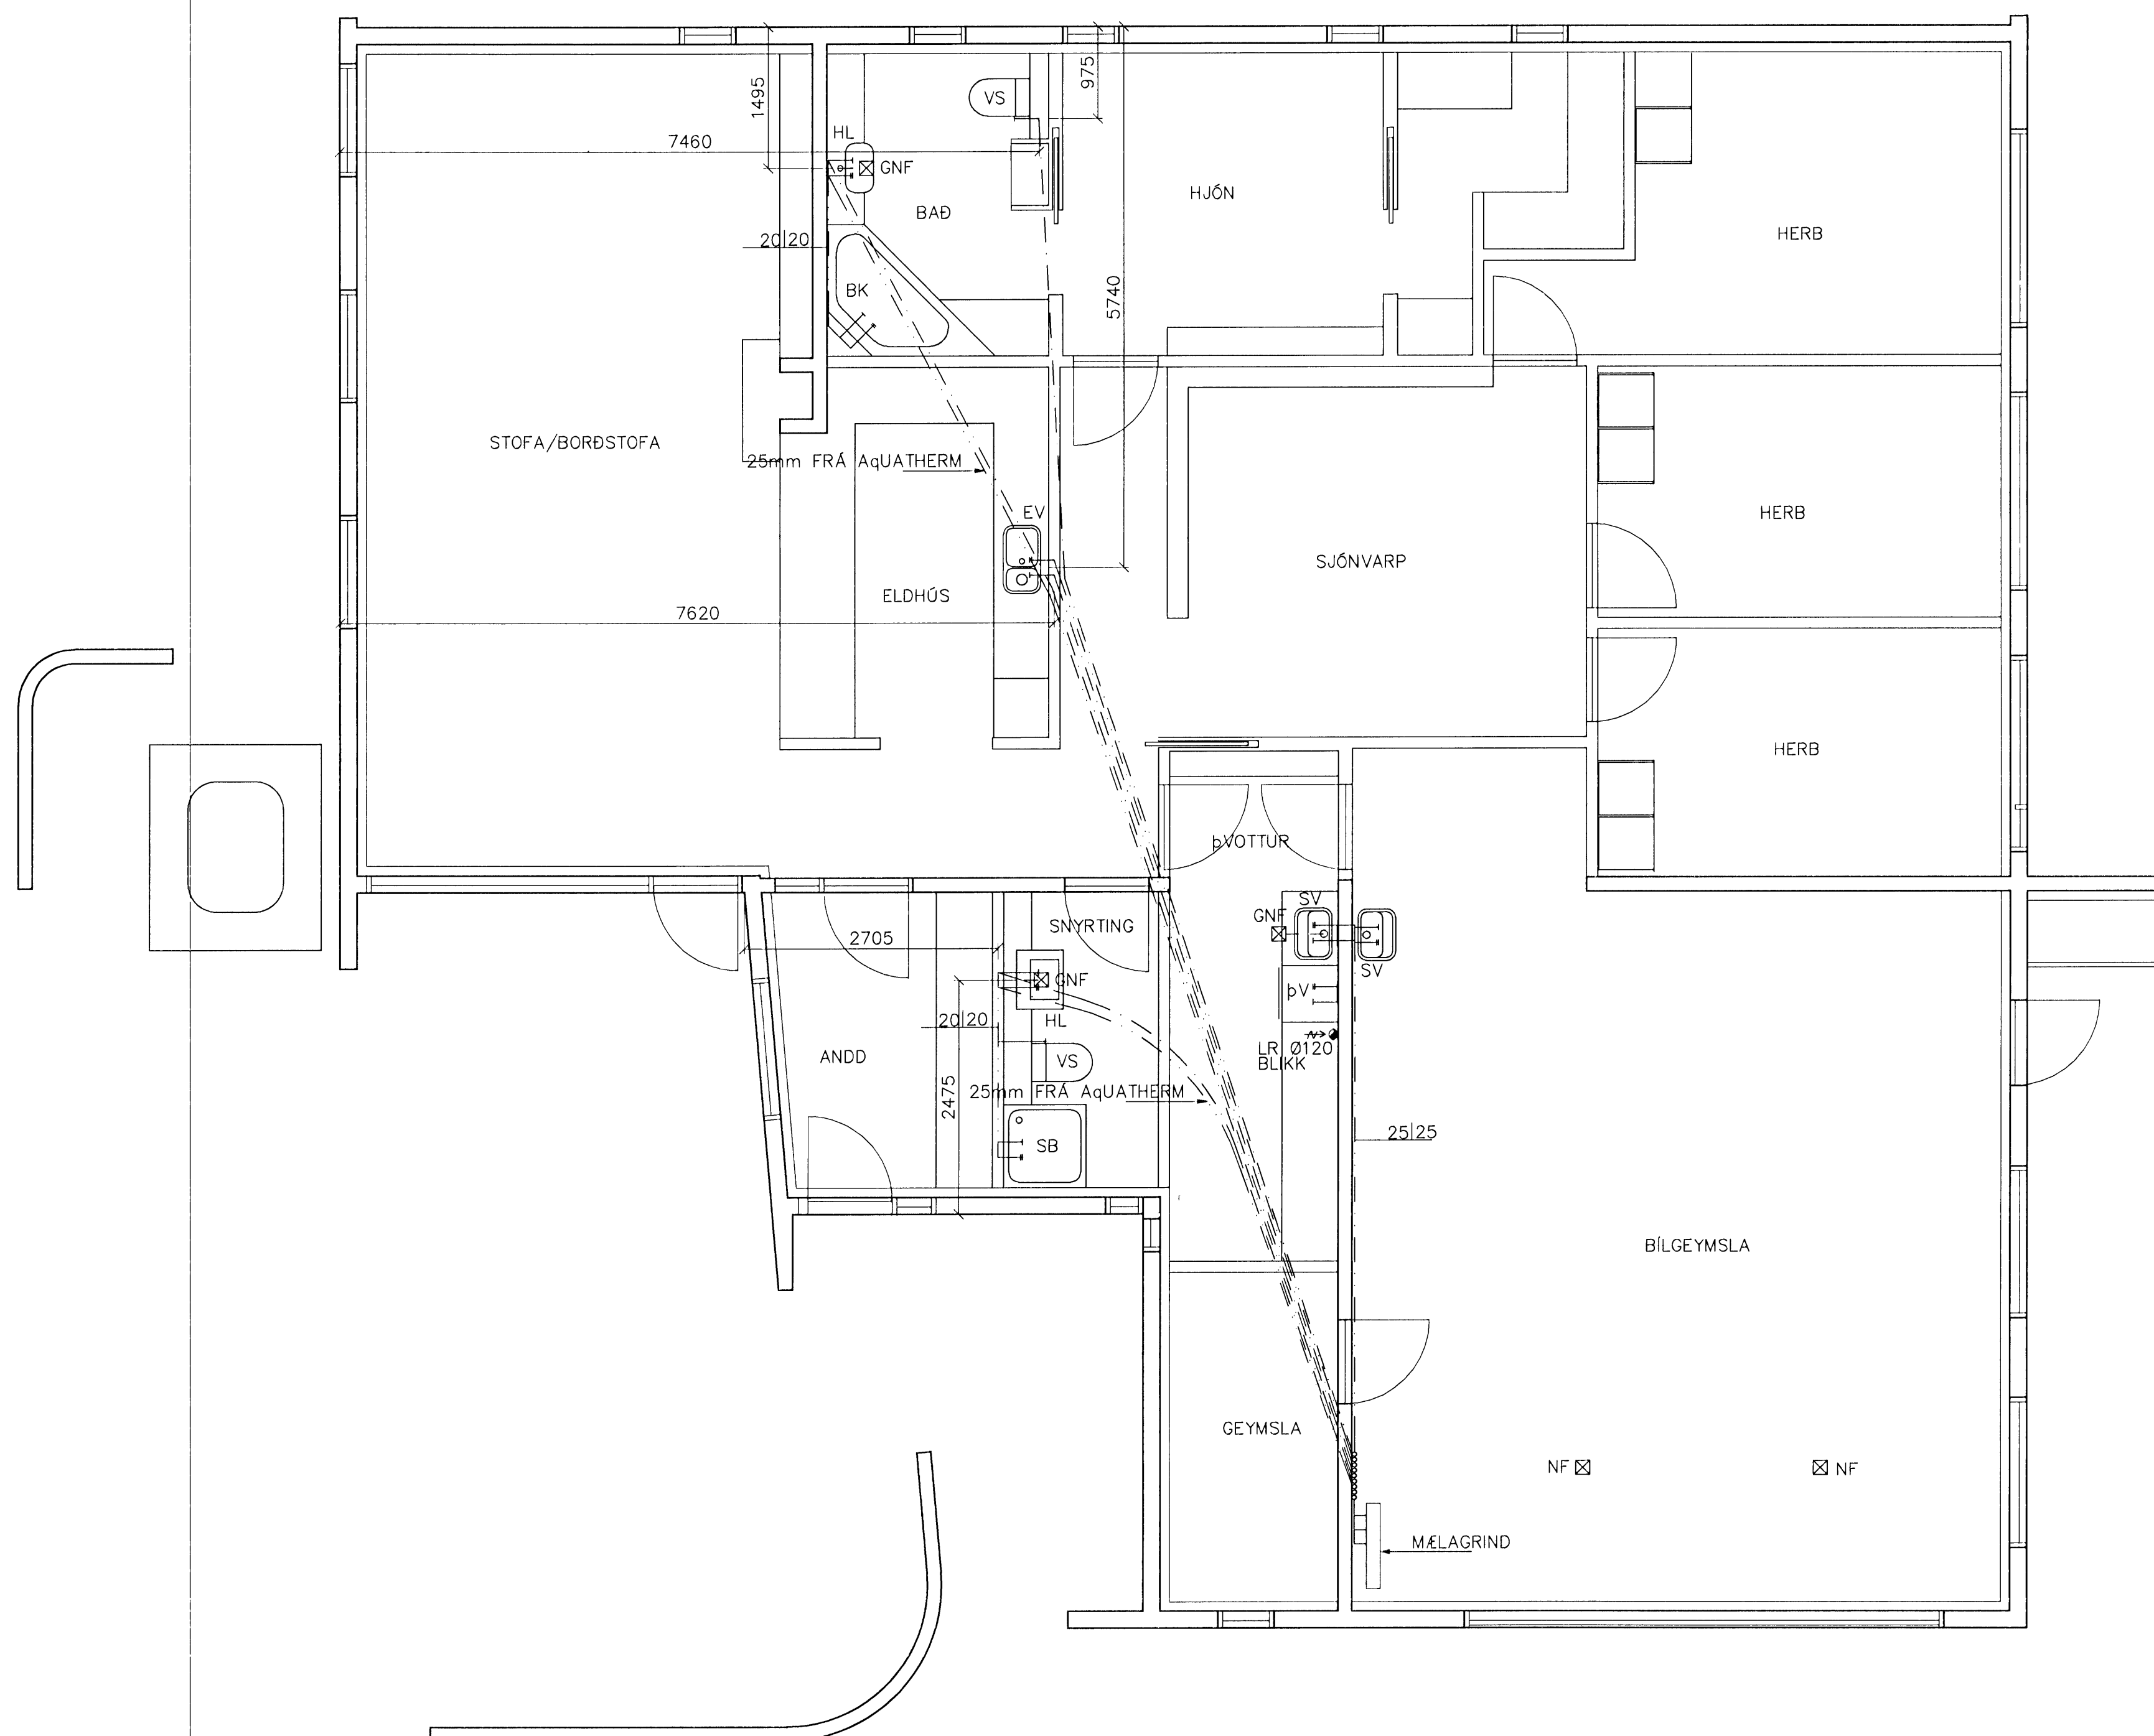 1495
975
VS
7460
HL
GNF
HJÓN
BAÐ
HERB
20|20
BK
5740
STOFA/BORÐSTOFA
25mm FRÁ AqUATHERM
EV
HERB
SJÓNVARP
ELDHÚS
7620
HERB
þVOTTUR
SV
GNF
SNYRTING
2705
SV
GNF
þV
HL
20|20
LR Ø120
BLIKK
ANDD
VS
2475
25mm FRÁ AqUATHERM
25|25
SB
BÍLGEYMSLA
GEYMSLA
NF
NF
MÆLAGRIND